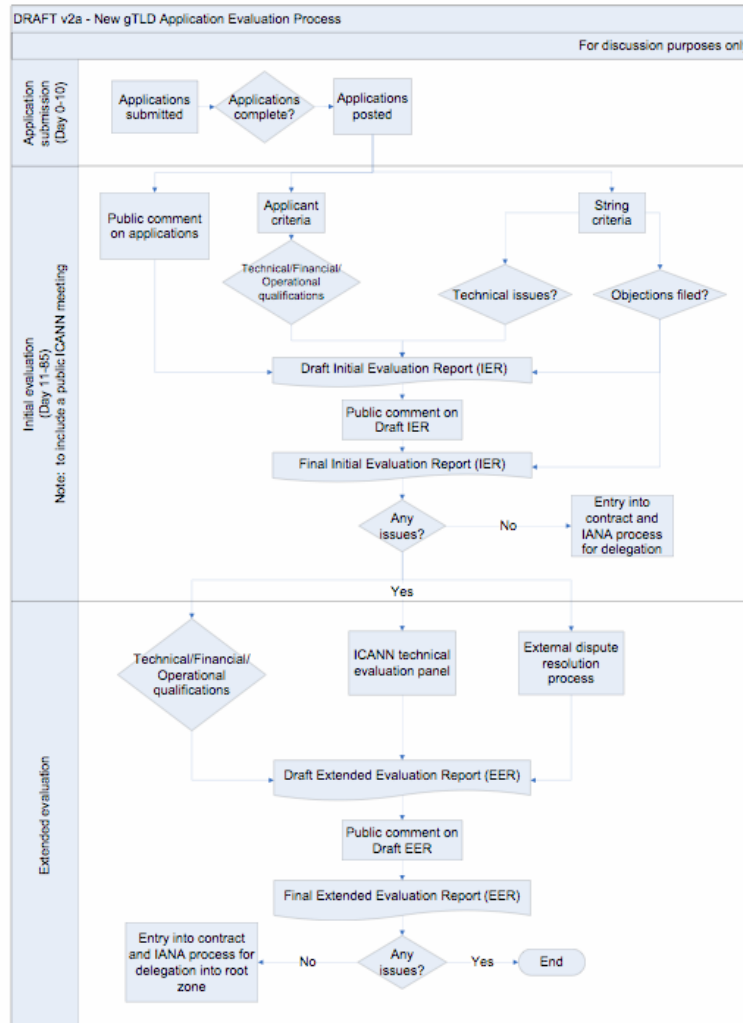 DRAFT v2a - New gTLD Application Evaluation Process
For discussion purposes onl
Application
submission
(Day 0-10)
Applications
submitted
Applications
complete?
Applications
posted
Initial evaluation
(Day 11-85)
Note: to include a public ICANN meeting
Public comment
on applications
Applicant
criteria
String
criteria
Technical/Financial/
Operational
qualifications
Technical issues?
Objections filed?
Draft Initial Evaluation Report (IER)
Public comment on
Draft IER
Final Initial Evaluation Report (IER)
Any
issues?
No
Entry into
contract and
IANA process
for delegation
Yes
Extended evaluation
Technical/Financial/
Operational
qualifications
ICANN technical
evaluation panel
External dispute
resolution
process
Draft Extended Evaluation Report (EER)
Public comment on
Draft EER
Final Extended Evaluation Report (EER)
Entry into contract
and IANA process for
delegation into root
zone
No
Any
issues?
Yes
End